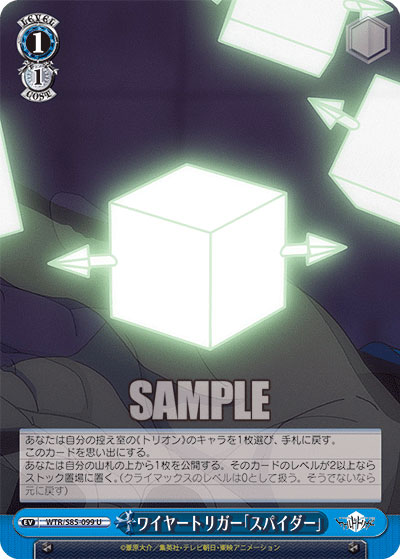 LEVEL
1
1
COST
SAMPLE
あなたは自分の控え室の《トリオン》のキャラを1枚選び、手札に戻す。
このカードを思い出にする。
あなたは自分の山札の上から1枚を公開する。そのカードのレベルが2以上なら
ストック置場に置く。(クライマックスのレベルは0として扱う。そうでないなら
元に戻す)
EV WTR/S85-099 U ワイヤートリガー「スパイダー」
©葦原大介/集英社・テレビ朝日・東映アニメーション